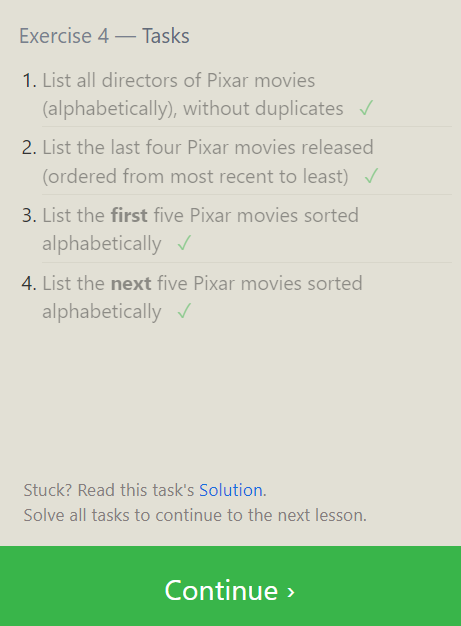 Exercise 4 — Tasks
1. List all directors of Pixar movies
(alphabetically), without duplicates ✓
2. List the last four Pixar movies released
(ordered from most recent to least) ✓
3. List the first five Pixar movies sorted
alphabetically ✓
4. List the next five Pixar movies sorted
alphabetically ✓
Stuck? Read this task's Solution.
Solve all tasks to continue to the next lesson.
Continue ›